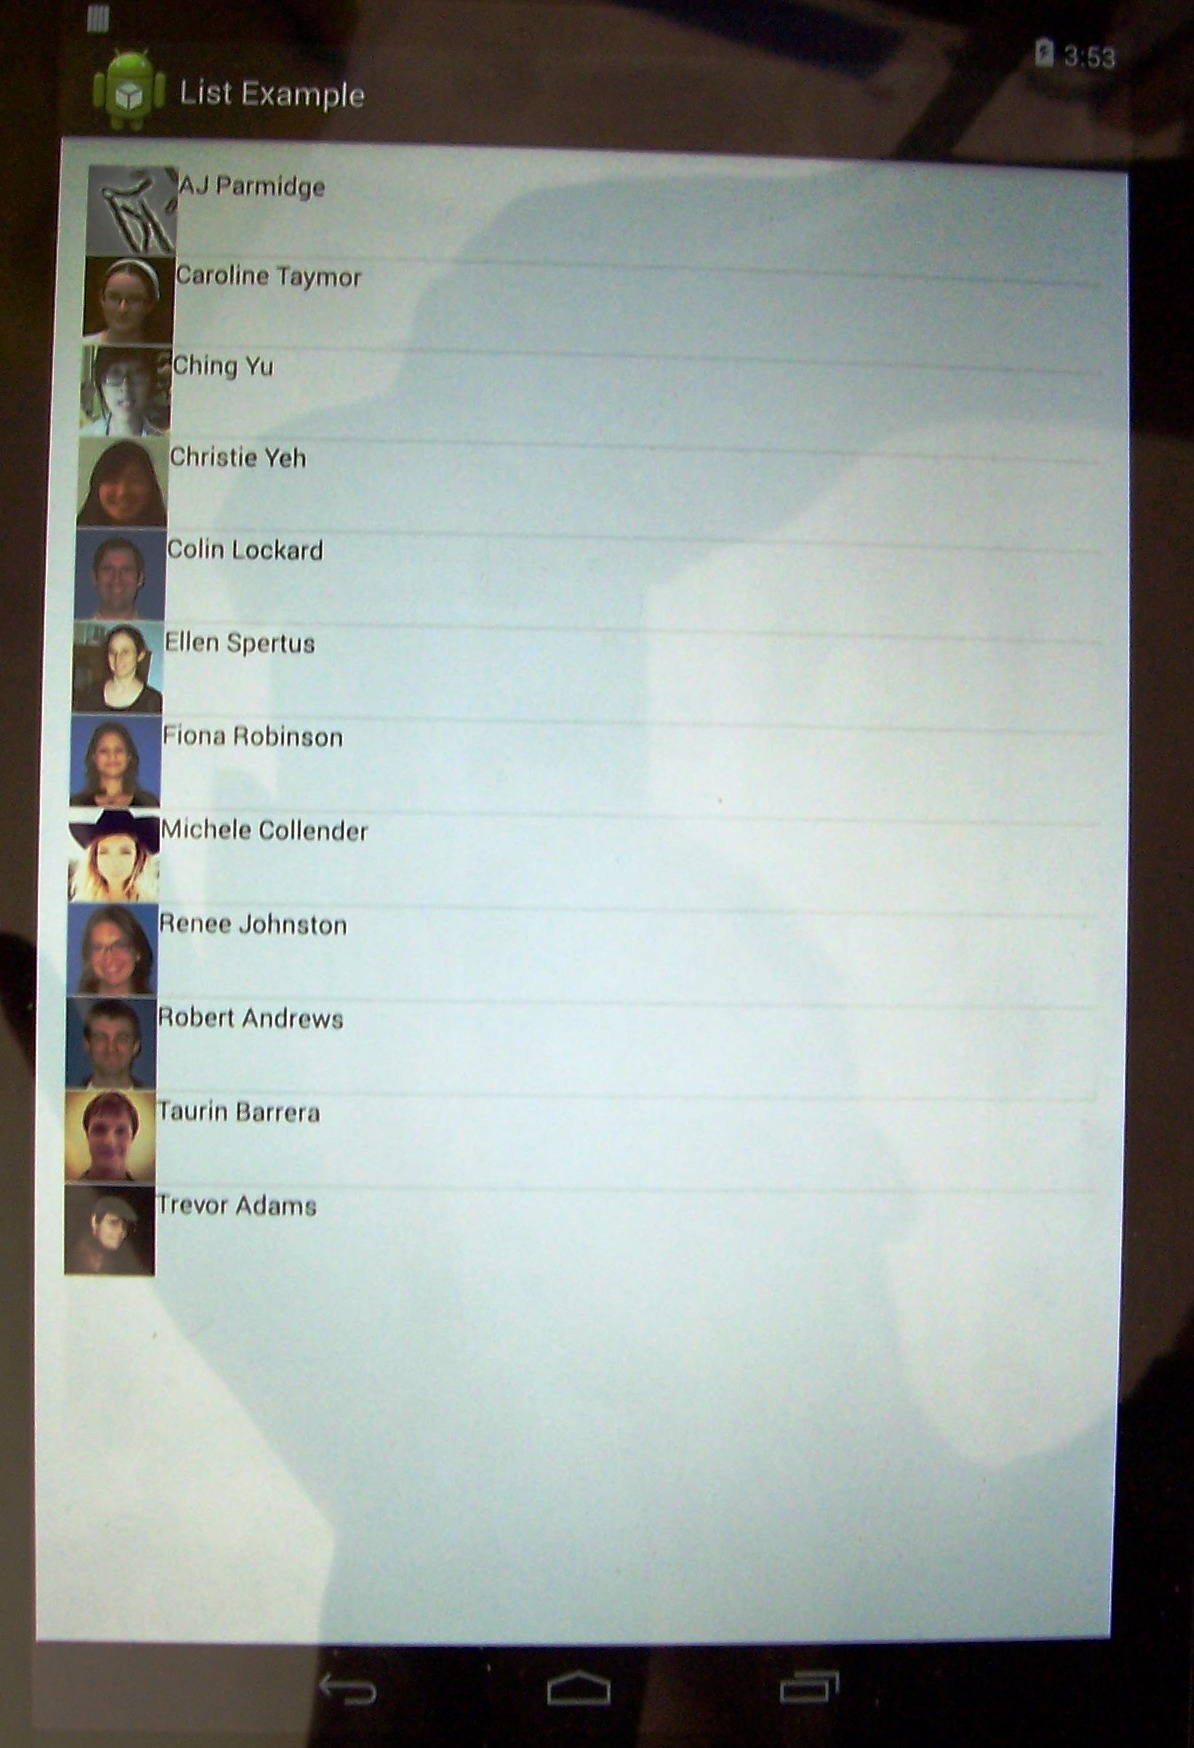 3:53
List Example
AJ Parmidge
Caroline Taymor
Ching Yu
Christie Yeh
Colin Lockard
Ellen Spertus
Fiona Robinson
Michele Collender
Renee Johnston
Robert Andrews
Taurin Barrera
Trevor Adams